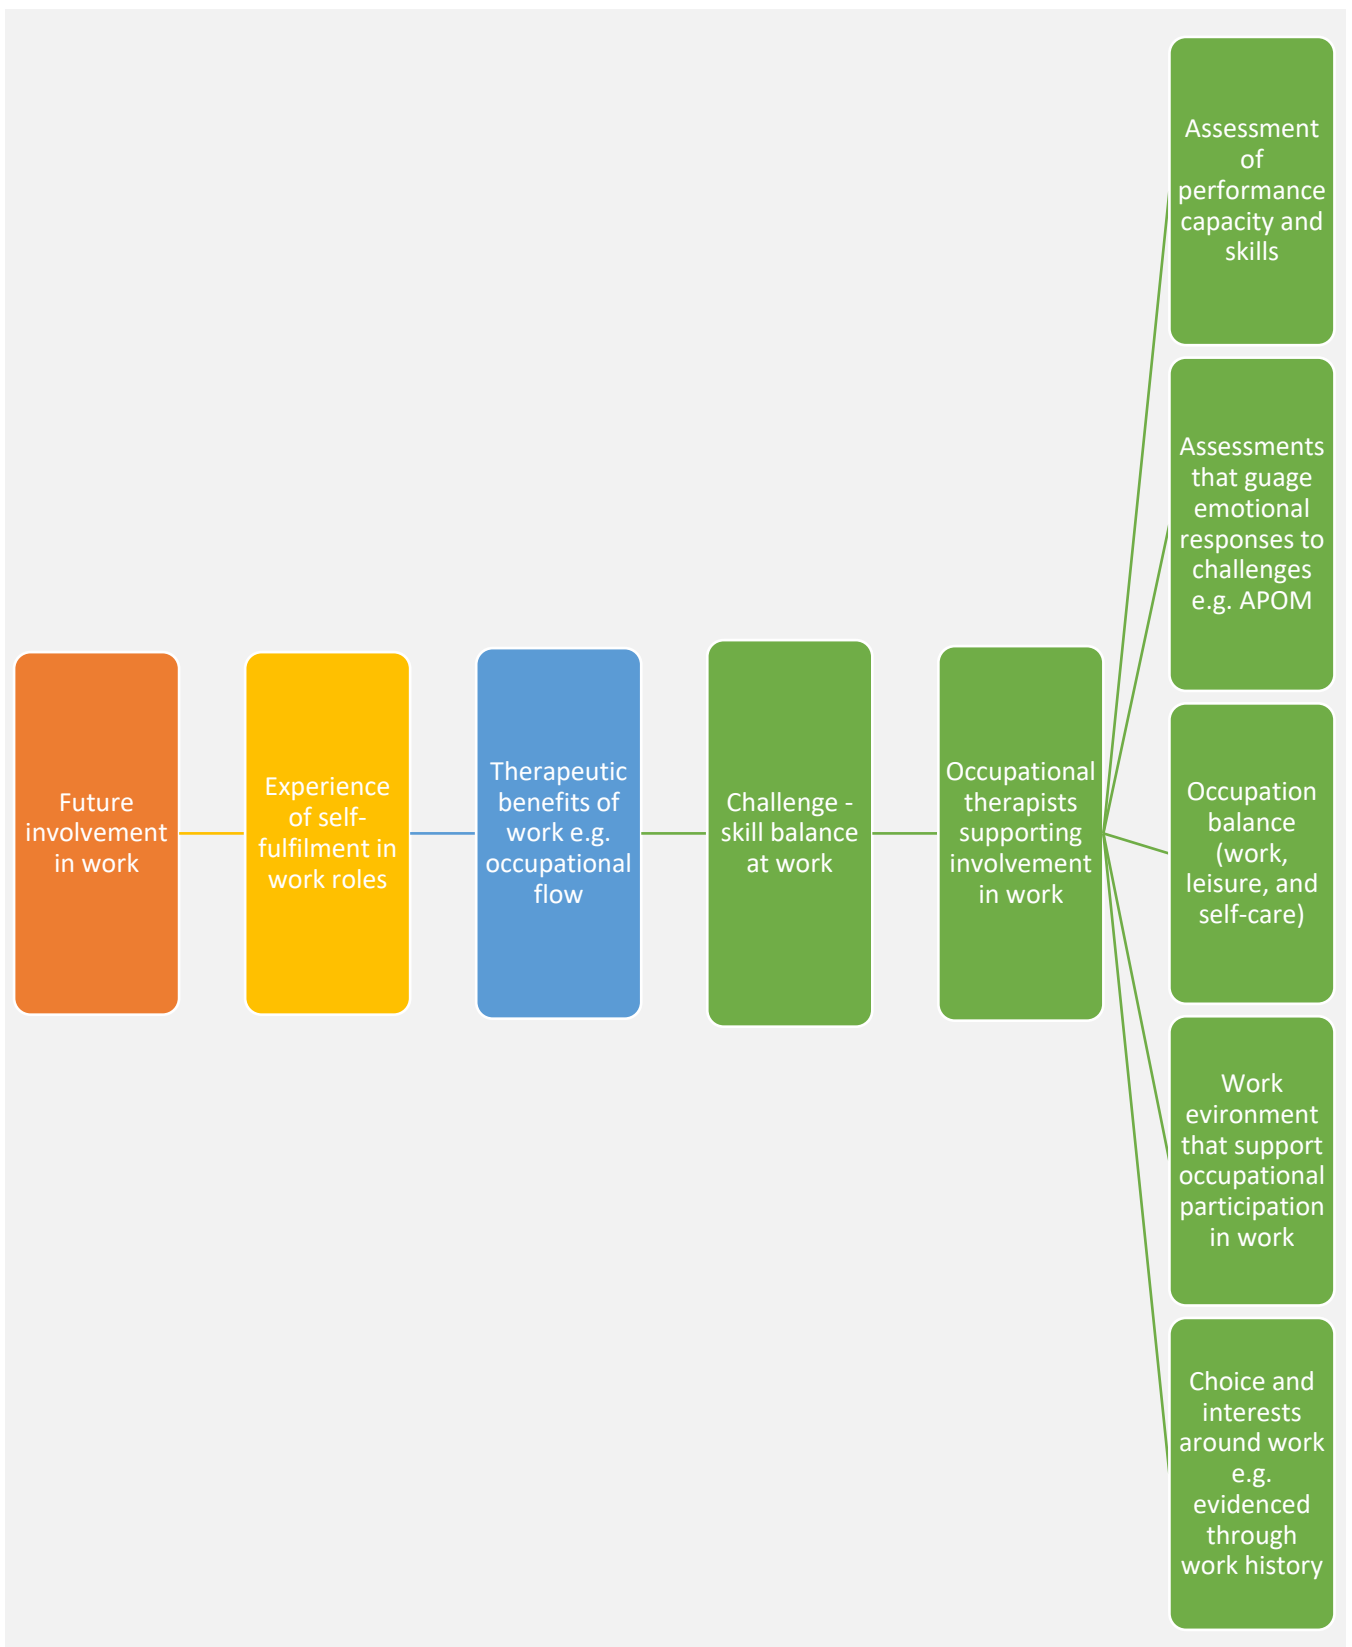 Future
involvement
in work
Experience
of self-
fulfilment in
work roles
Therapeutic
benefits of
work e.g.
occupational
flow
Challenge -
skill balance
at work
Occupational
therapists
supporting
involvement
in work
Assessment
of
performance
capacity and
skills
Assessments
that guage
emotional
responses to
challenges
e.g. APOM
Occupation
balance
(work,
leisure, and
self-care)
Work
evironment
that support
occupational
participation
in work
Choice and
interests
around work
e.g.
evidenced
through
work history